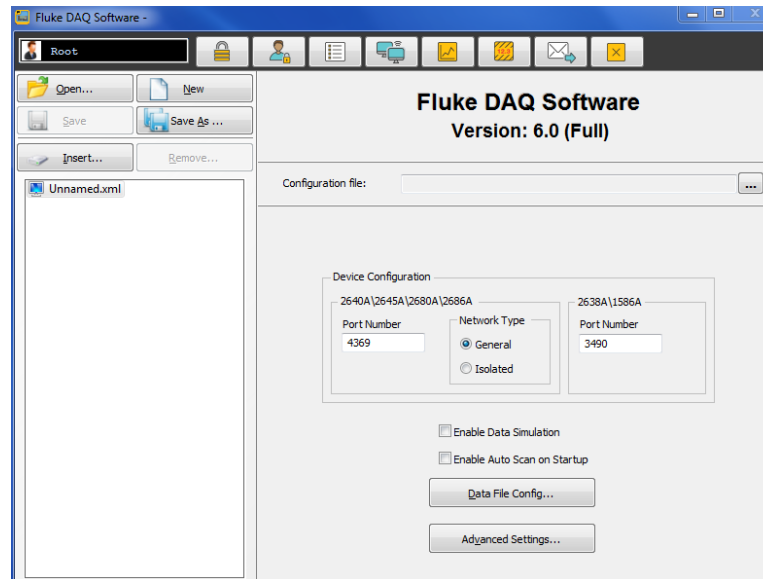 Fluke DAQ Software -
Root
Open...
New
Save
Save As ...
Insert...
Remove...
Unnamed.xml
Fluke DAQ Software
Version: 6.0 (Full)
Configuration file:
...
Device Configuration
2640A\2645A\2680A\2686A
Port Number
4369
Network Type
General
Isolated
2638A\1586A
Port Number
3490
Enable Data Simulation
Enable Auto Scan on Startup
Data File Config...
Advanced Settings...